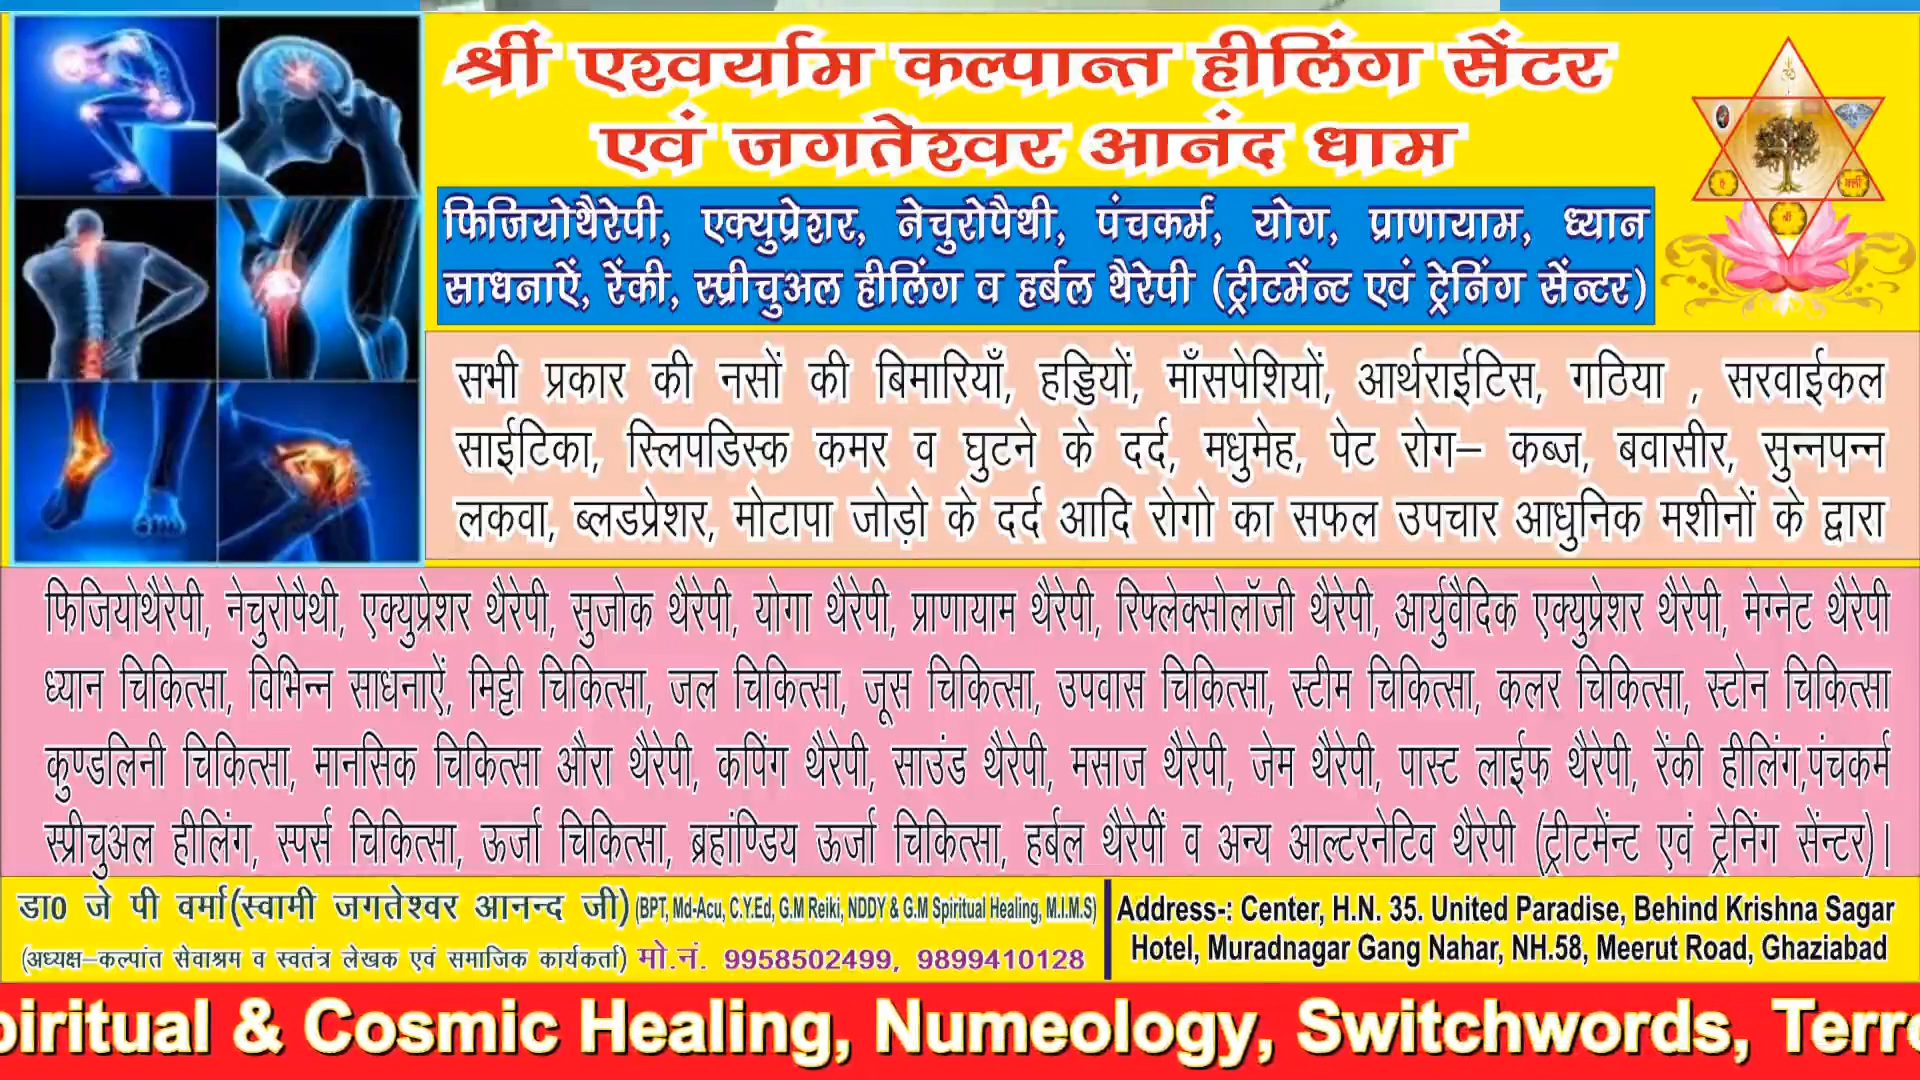 श्रीं एश्वर्याम कल्पान्त हीलिंग सेंटर
एवं जगतेश्वर आनंद धाम
फिजियोथैरेपी, एक्युप्रेशर, नेचुरोपैथी, पंचकर्म, योग, प्राणायाम, ध्यान
साधनाऐं, रेंकी, स्प्रीचुअल हीलिंग व हर्बल थैरेपी (ट्रीटमेंन्ट एवं ट्रेनिंग सेंन्टर)
सभी प्रकार की नसों की बिमारियाँ, हड्डियों, माँसपेशियों, आर्थराईटिस, गठिया , सरवाईकल
साईटिका, स्लिपडिस्क कमर व घुटने के दर्द, मधुमेह, पेट रोग– कब्ज, बवासीर, सुन्नपन्न
लकवा, ब्लडप्रेशर, मोटापा जोड़ो के दर्द आदि रोगो का सफल उपचार आधुनिक मशीनों के द्वारा
फिजियोथैरेपी, नेचुरोपैथी, एक्युप्रेशर थैरेपी, सुजोक थैरेपी, योगा थैरेपी, प्राणायाम थैरेपी, रिफ्लेक्सोलॉजी थैरेपी, आर्युवैदिक एक्युप्रेशर थैरेपी, मेग्नेट थैरेपी
ध्यान चिकित्सा, विभिन्न साधनाऐं, मिट्टी चिकित्सा, जल चिकित्सा, जूस चिकित्सा, उपवास चिकित्सा, स्टीम चिकित्सा, कलर चिकित्सा, स्टोन चिकित्सा
कुण्डलिनी चिकित्सा, मानसिक चिकित्सा औरा थैरेपी, कपिंग थैरेपी, साउंड थैरेपी, मसाज थैरेपी, जेम थैरेपी, पास्ट लाईफ थैरेपी, रेंकी हीलिंग,पंचकर्म
स्प्रीचुअल हीलिंग, स्पर्स चिकित्सा, ऊर्जा चिकित्सा, ब्रहांण्डिय ऊर्जा चिकित्सा, हर्बल थैरेपीं व अन्य आल्टरनेटिव थैरेपी (ट्रीटमेंन्ट एवं ट्रेनिंग सेंन्टर)।
डा0 जे पी वर्मा(स्वामी जगतेश्वर आनन्द जी) (BPT, Md-Acu, C.Y.Ed, G.M Reiki, NDDY & G.M Spiritual Healing, M.I.M.S)
(अध्यक्ष–कल्पांत सेवाश्रम व स्वतंत्र लेखक एवं समाजिक कार्यकर्ता) मो.नं. 9958502499, 9899410128
Address-: Center, H.N. 35. United Paradise, Behind Krishna Sagar
Hotel, Muradnagar Gang Nahar, NH.58, Meerut Road, Ghaziabad
piritual & Cosmic Healing, Numeology, Switchwords, Terr